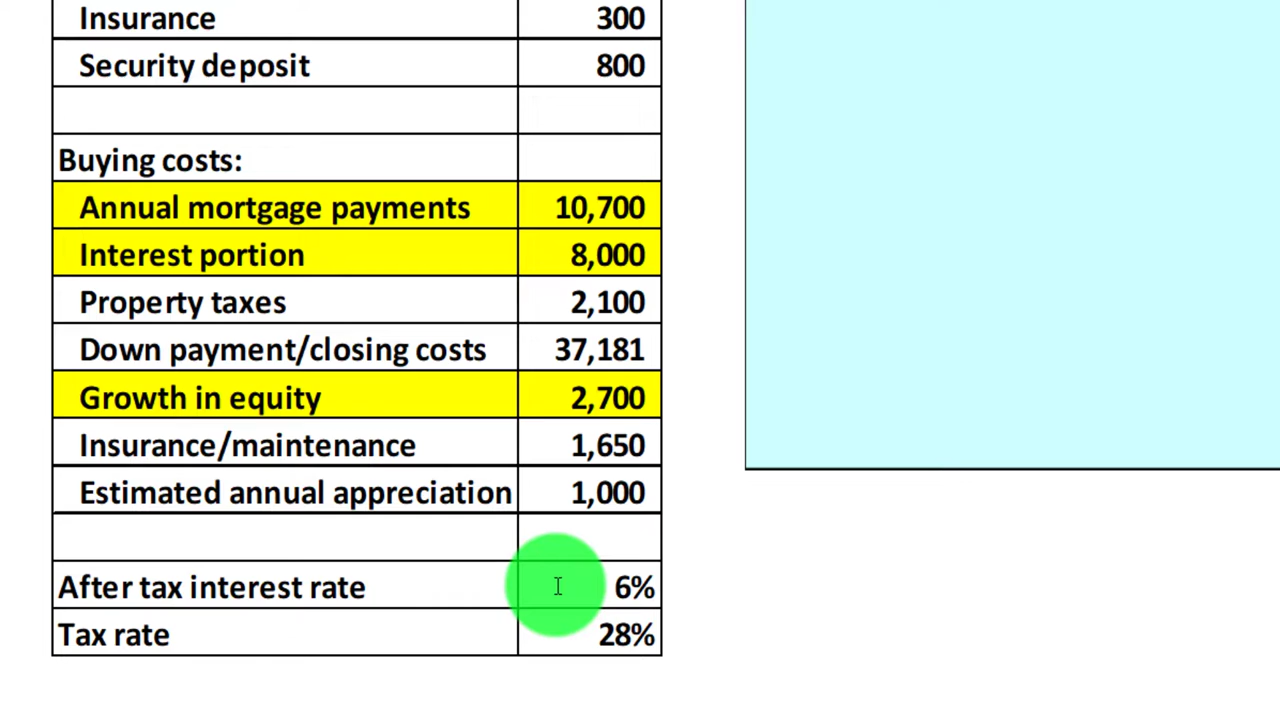 Insurance 300
Security deposit 800
Buying costs:
Annual mortgage payments 10,700
Interest portion 8,000
Property taxes 2,100
Down payment/closing costs 37,181
Growth in equity 2,700
Insurance/maintenance 1,650
Estimated annual appreciation 1,000
After tax interest rate 6%
Tax rate 28%